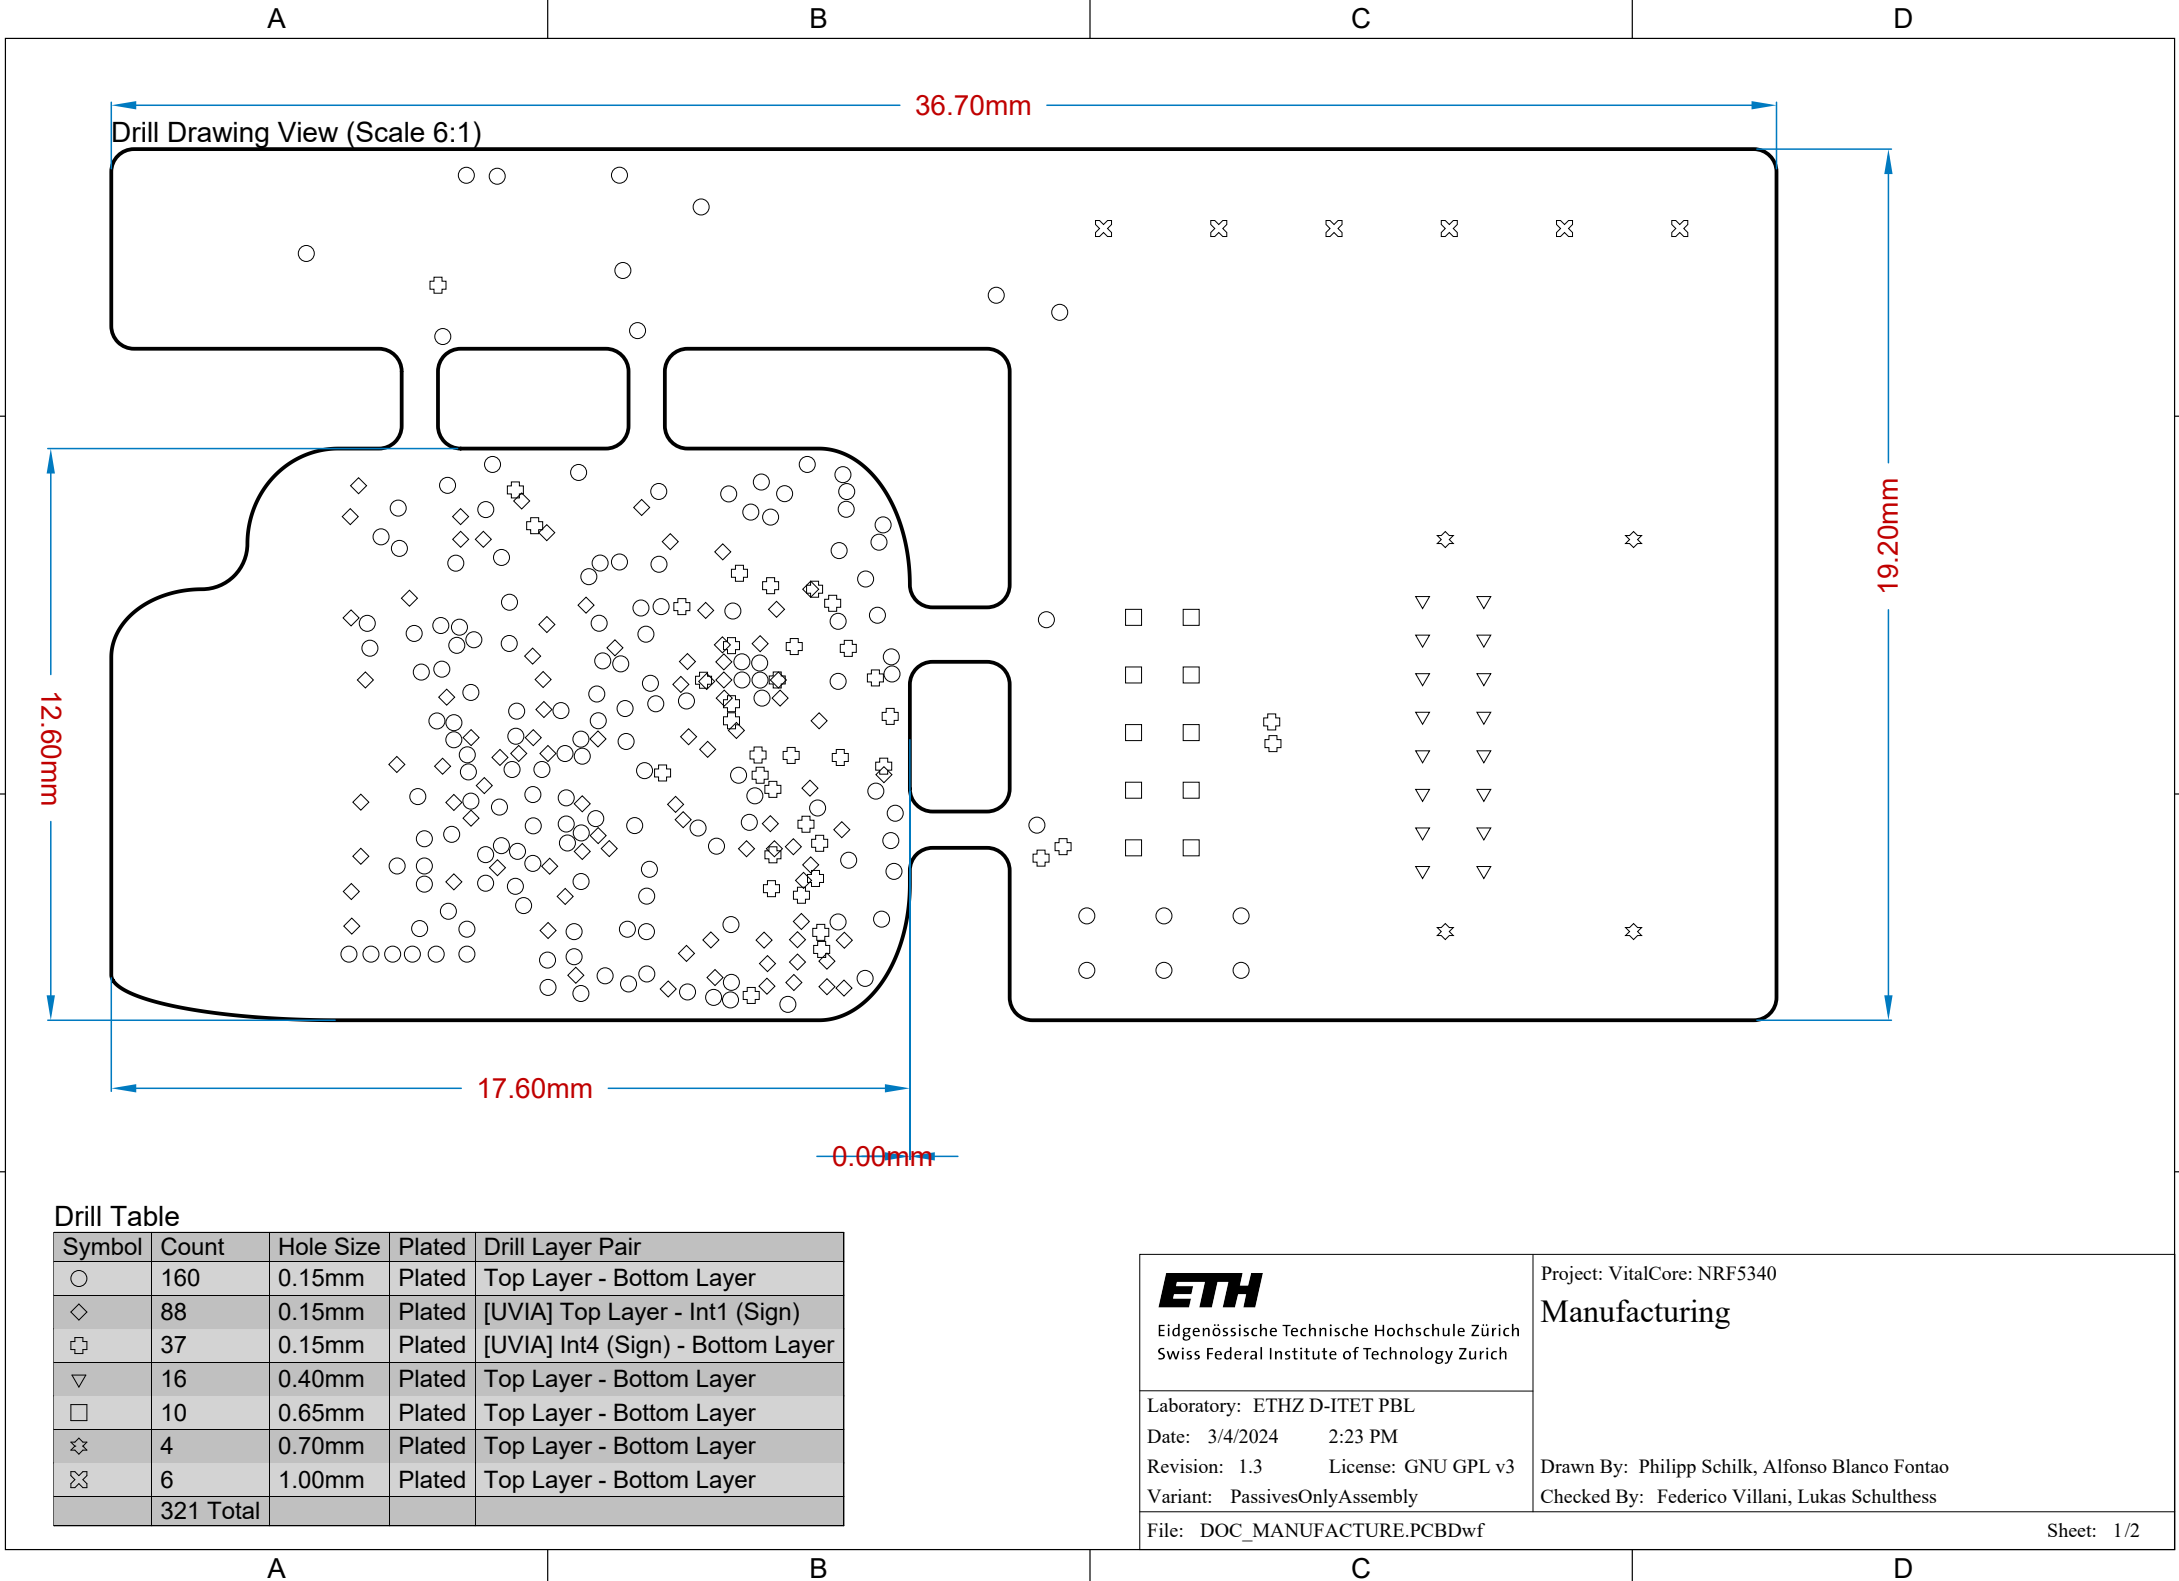 A B C D
36.70mm
Drill Drawing View (Scale 6:1)
19.20mm
12.60mm
17.60mm
0.00mm
Drill Table
Symbol Count Hole Size Plated Drill Layer Pair
160 0.15mm Plated Top Layer - Bottom Layer
88 0.15mm Plated [UVIA] Top Layer - Int1 (Sign)
37 0.15mm Plated [UVIA] Int4 (Sign) - Bottom Layer
16 0.40mm Plated Top Layer - Bottom Layer
10 0.65mm Plated Top Layer - Bottom Layer
4 0.70mm Plated Top Layer - Bottom Layer
6 1.00mm Plated Top Layer - Bottom Layer
321 Total
ETH
Eidgenössische Technische Hochschule Zürich
Swiss Federal Institute of Technology Zurich
Project: VitalCore: NRF5340
Manufacturing
Laboratory: ETHZ D-ITET PBL
Date: 3/4/2024 2:23 PM
Revision: 1.3 License: GNU GPL v3
Variant: PassivesOnlyAssembly
Drawn By: Philipp Schilk, Alfonso Blanco Fontao
Checked By: Federico Villani, Lukas Schulthess
File: DOC_MANUFACTURE.PCBDwf
Sheet: 1/2
A B C D